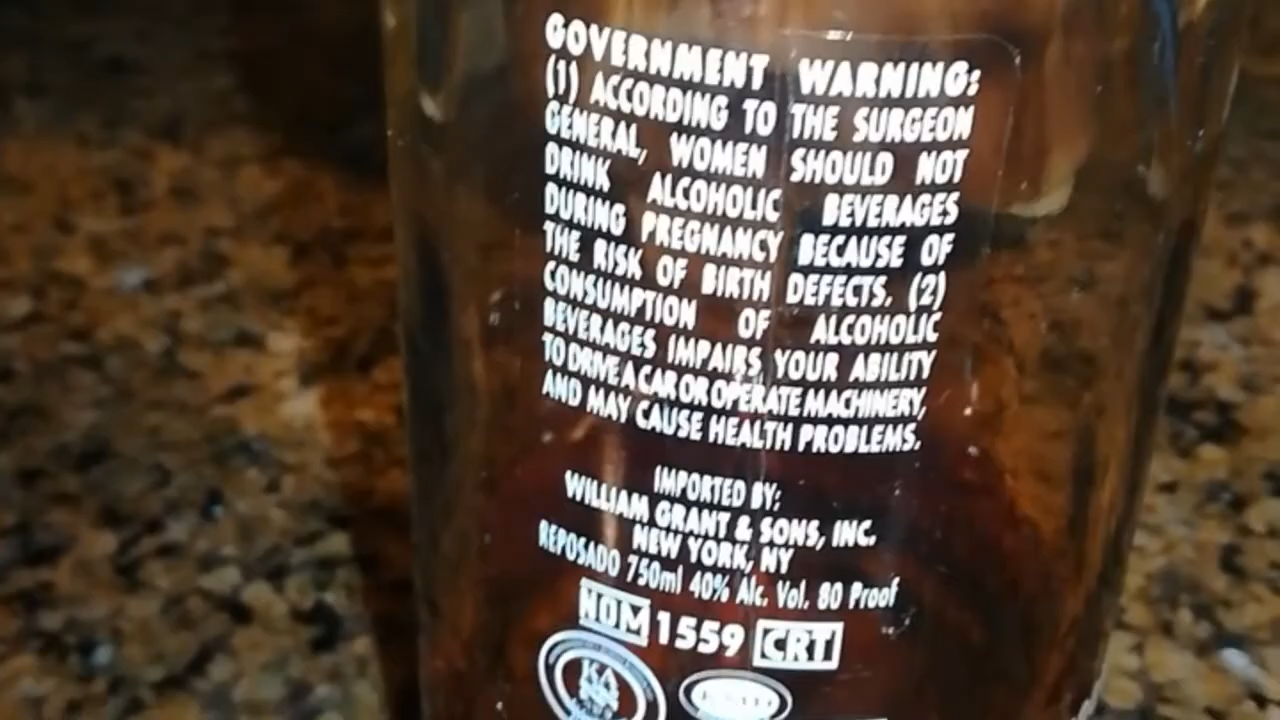 GOVERNMENT WARNING:
(1) ACCORDING TO THE SURGEON
GENERAL, WOMEN SHOULD NOT
DRINK ALCOHOLIC BEVERAGES
DURING PREGNANCY BECAUSE OF
THE RISK OF BIRTH DEFECTS. (2)
CONSUMPTION OF ALCOHOLIC
BEVERAGES IMPAIRS YOUR ABILITY
TO DRIVE A CAR OR OPERATE MACHINERY,
AND MAY CAUSE HEALTH PROBLEMS.
IMPORTED BY:
WILLIAM GRANT & SONS, INC.
NEW YORK, NY
REPOSADO 750ml 40% Alc. Vol. 80 Proof
NOM 1559 CRT
KA